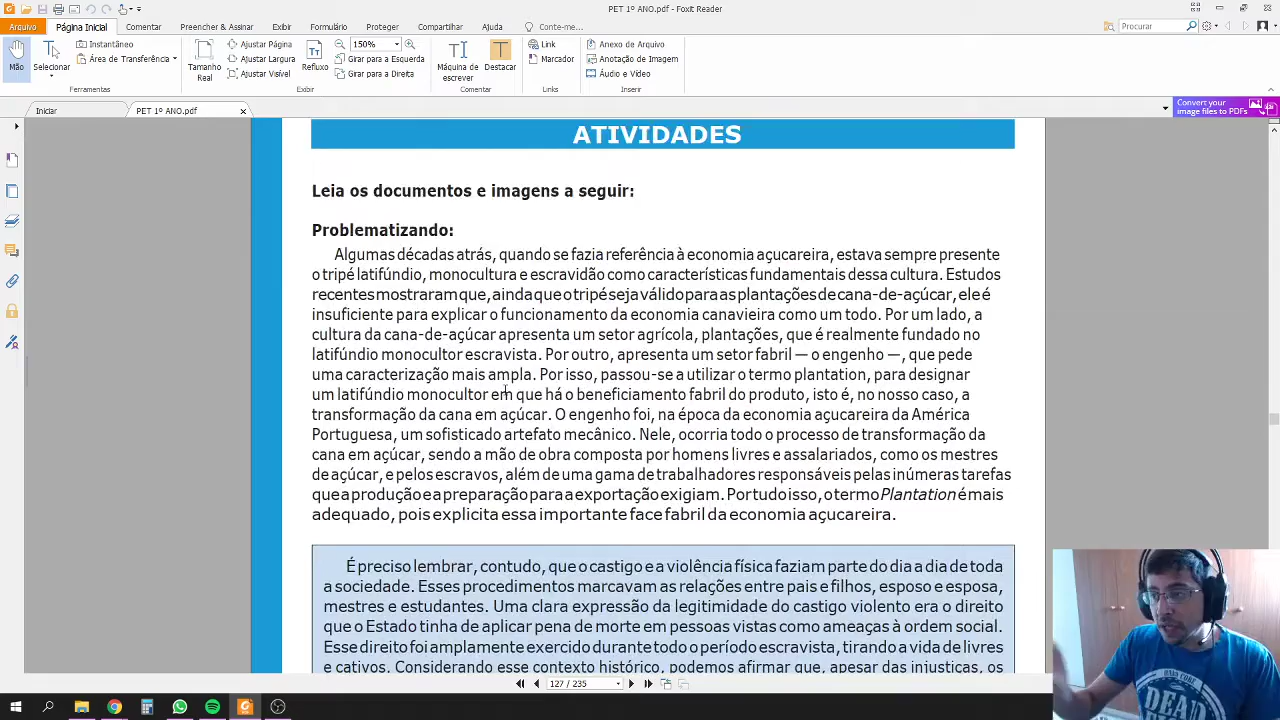 PET 1º ANO.pdf - Foxit Reader
Arquivo Página Inicial Comentar Preencher & Assinar Exibir Formulário Proteger Compartilhar Ajuda Conte-me... Procurar
Mão
Selecionar
Instantâneo
Área de Transferência
Ferramentas
Tamanho Real
Ajustar Página
Ajustar Largura
Ajustar Visível
Refluxo
150%
Girar para a Esquerda
Girar para a Direita
Exibir
Máquina de escrever
Destacar
Comentar
Link
Marcador
Links
Anexo de Arquivo
Anotação de Imagem
Áudio e Vídeo
Inserir
Iniciar
PET 1º ANO.pdf
Convert your
image files to PDFs
ATIVIDADES
Leia os documentos e imagens a seguir:
Problematizando:
Algumas décadas atrás, quando se fazia referência à economia açucareira, estava sempre presente
o tripé latifúndio, monocultura e escravidão como características fundamentais dessa cultura. Estudos
recentes mostraram que, ainda que o tripé seja válido para as plantações de cana-de-açúcar, ele é
insuficiente para explicar o funcionamento da economia canavieira como um todo. Por um lado, a
cultura da cana-de-açúcar apresenta um setor agrícola, plantações, que é realmente fundado no
latifúndio monocultor escravista. Por outro, apresenta um setor fabril — o engenho —, que pede
uma caracterização mais ampla. Por isso, passou-se a utilizar o termo plantation, para designar
um latifúndio monocultor em que há o beneficiamento fabril do produto, isto é, no nosso caso, a
transformação da cana em açúcar. O engenho foi, na época da economia açucareira da América
Portuguesa, um sofisticado artefato mecânico. Nele, ocorria todo o processo de transformação da
cana em açúcar, sendo a mão de obra composta por homens livres e assalariados, como os mestres
de açúcar, e pelos escravos, além de uma gama de trabalhadores responsáveis pelas inúmeras tarefas
que a produção e a preparação para a exportação exigiam. Por tudo isso, o termo Plantation é mais
adequado, pois explicita essa importante face fabril da economia açucareira.
É preciso lembrar, contudo, que o castigo e a violência física faziam parte do dia a dia de toda
a sociedade. Esses procedimentos marcavam as relações entre pais e filhos, esposo e esposa,
mestres e estudantes. Uma clara expressão da legitimidade do castigo violento era o direito
que o Estado tinha de aplicar pena de morte em pessoas vistas como ameaças à ordem social.
Esse direito foi amplamente exercido durante todo o período escravista, tirando a vida de livres
e cativos. Considerando esse contexto histórico, podemos afirmar que, apesar das injustiças, os
127 / 235